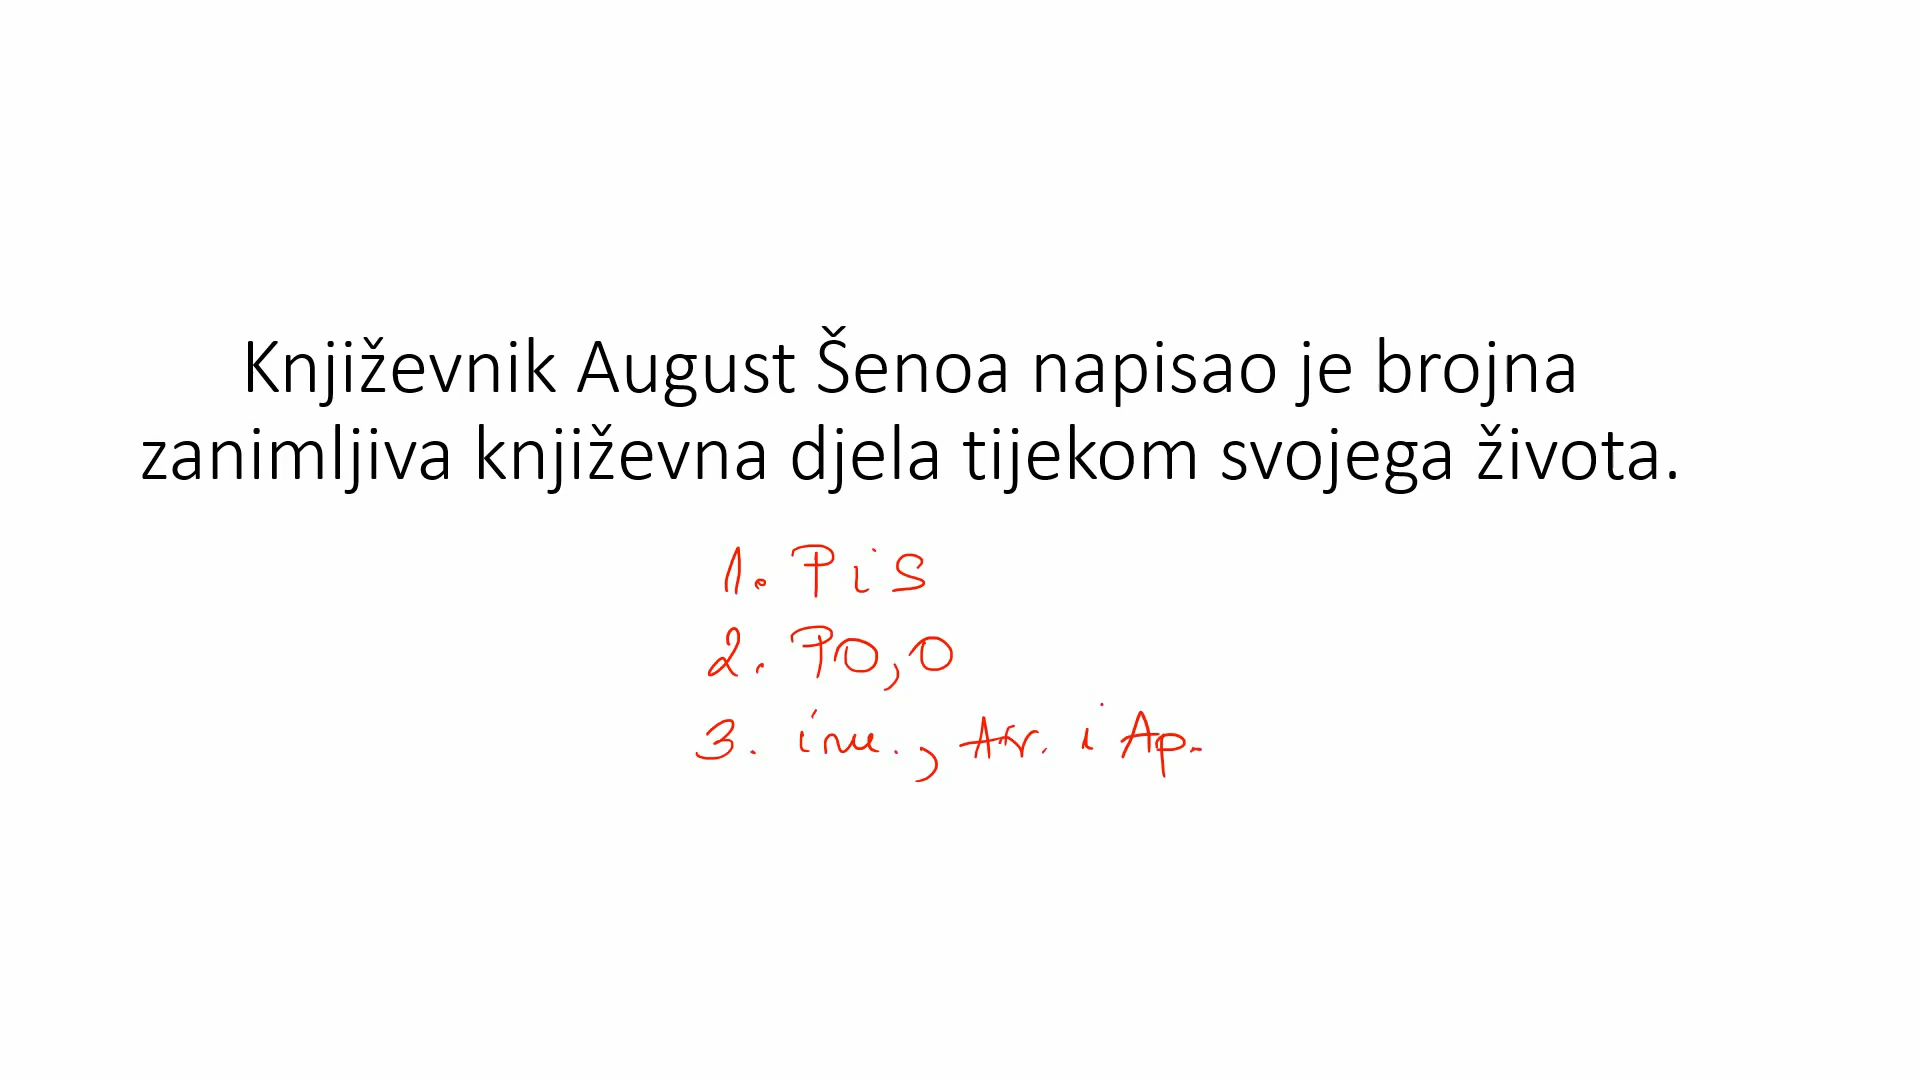 Književnik August Šenoa napisao je brojna
zanimljiva književna djela tijekom svojega života.
1. P i S
2. PO, O
3. im., Atr. i Ap.